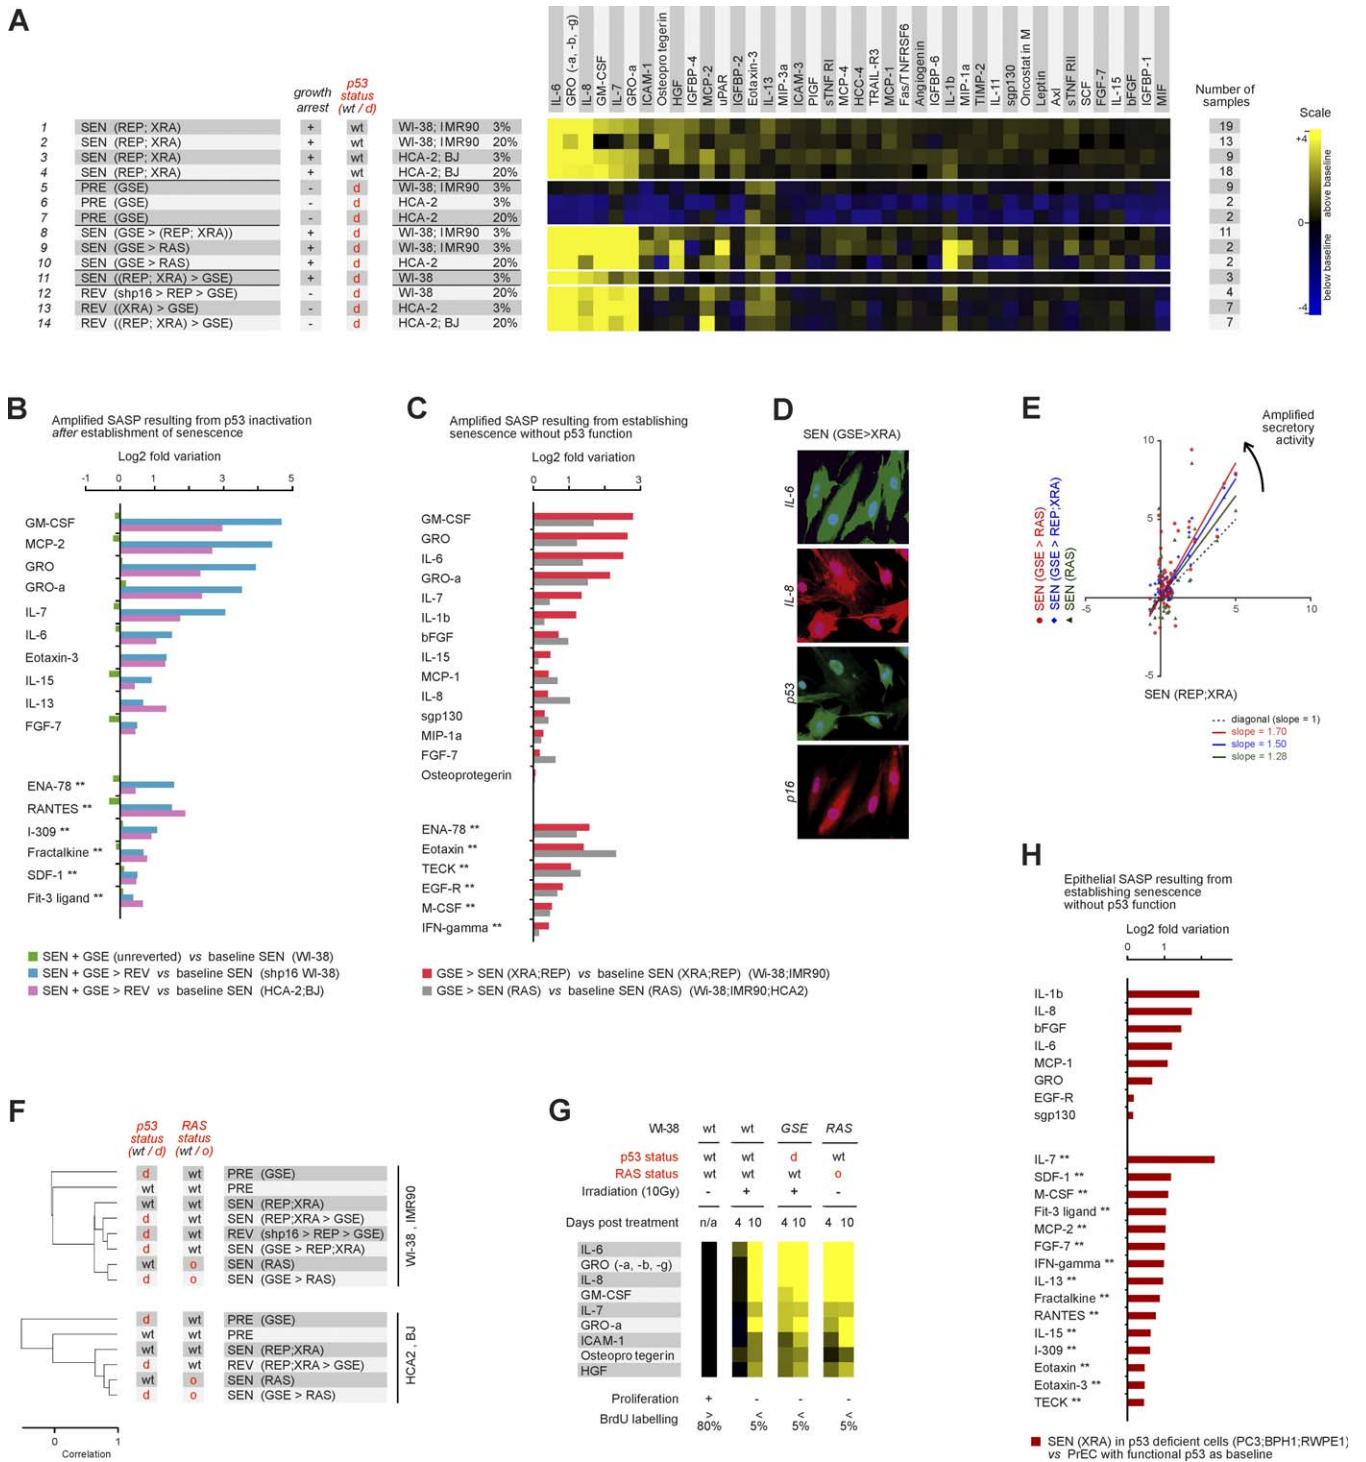 A
IL-6
GRO (-a, -b, -g)
IL-8
GM-CSF
IL-7
GRO-a
ICAM-1
Osteoprotegerin
HGF
IGFBP-4
MCP-2
uPAR
IGFBP-2
Eotaxin-3
IL-13
MIP-3a
ICAM-3
PIGF
sTNF RI
MCP-4
HCC-4
TRAIL-R3
MCP-1
Fas/TNFRSF6
Angiogenin
IGFBP-6
IL-1b
MIP-1a
TIMP-2
IL-11
sgp130
Oncostatin M
Leptin
Axl
sTNF RII
SCF
FGF-7
IL-15
bFGF
IGFBP-1
MIF
growth arrest
p53 status (wt / d)
Number of samples
Scale
1 SEN (REP; XRA) + wt WI-38; IMR90 3% 19
2 SEN (REP; XRA) + wt WI-38; IMR90 20% 13
3 SEN (REP; XRA) + wt HCA-2; BJ 3% 9
4 SEN (REP; XRA) + wt HCA-2; BJ 20% 18
5 PRE (GSE) - d WI-38; IMR90 3% 9
6 PRE (GSE) - d HCA-2 3% 2
7 PRE (GSE) - d HCA-2 20% 2
8 SEN (GSE > (REP; XRA)) + d WI-38; IMR90 3% 11
9 SEN (GSE > RAS) + d WI-38; IMR90 3% 2
10 SEN (GSE > RAS) + d HCA-2 20% 2
11 SEN ((REP; XRA) > GSE) + d WI-38 3% 3
12 REV (shp16 > REP > GSE) - d WI-38 20% 4
13 REV ((XRA) > GSE) - d HCA-2 3% 7
14 REV ((REP; XRA) > GSE) - d HCA-2; BJ 20% 7
+4
0
-4
above baseline
below baseline
B
Amplified SASP resulting from p53 inactivation
after establishment of senescence
Log2 fold variation
-1 0 1 2 3 4 5
GM-CSF
MCP-2
GRO
GRO-a
IL-7
IL-6
Eotaxin-3
IL-15
IL-13
FGF-7
ENA-78 **
RANTES **
I-309 **
Fractalkine **
SDF-1 **
Fit-3 ligand **
SEN + GSE (unreverted) vs baseline SEN (WI-38)
SEN + GSE > REV vs baseline SEN (shp16 WI-38)
SEN + GSE > REV vs baseline SEN (HCA-2;BJ)
C
Amplified SASP resulting from establishing
senescence without p53 function
Log2 fold variation
0 1 2 3
GM-CSF
GRO
IL-6
GRO-a
IL-7
IL-1b
bFGF
IL-15
MCP-1
IL-8
sgp130
MIP-1a
FGF-7
Osteoprotegerin
ENA-78 **
Eotaxin **
TECK **
EGF-R **
M-CSF **
IFN-gamma **
GSE > SEN (XRA;REP) vs baseline SEN (XRA;REP) (Wi-38;IMR90)
GSE > SEN (RAS) vs baseline SEN (RAS) (Wi-38;IMR90;HCA2)
D
SEN (GSE>XRA)
IL-6
IL-8
p53
p16
E
Amplified
secretory
activity
10
5
-5 5 10
-5
SEN (GSE > RAS)
SEN (GSE > REP;XRA)
SEN (RAS)
SEN (REP;XRA)
diagonal (slope = 1)
slope = 1.70
slope = 1.50
slope = 1.28
F
p53 status (wt / d)
RAS status (wt / o)
d wt PRE (GSE)
wt wt PRE
wt wt SEN (REP;XRA)
d wt SEN (REP;XRA > GSE)
d wt REV (shp16 > REP > GSE)
d wt SEN (GSE > REP;XRA)
wt o SEN (RAS)
d o SEN (GSE > RAS)
WI-38, IMR90
d wt PRE (GSE)
wt wt PRE
wt wt SEN (REP;XRA)
d wt REV (REP;XRA > GSE)
wt o SEN (RAS)
d o SEN (GSE > RAS)
HCA2, BJ
0 1
Correlation
G
WI-38 wt wt GSE RAS
p53 status wt wt d wt
RAS status wt wt wt o
Irradiation (10Gy) - + + -
Days post treatment n/a 4 10 4 10 4 10
IL-6
GRO (-a, -b, -g)
IL-8
GM-CSF
IL-7
GRO-a
ICAM-1
Osteoprotegerin
HGF
Proliferation + - - -
BrdU labelling > 80% < 5% < 5% < 5%
H
Epithelial SASP resulting from
establishing senescence
without p53 function
Log2 fold variation
0 1
IL-1b
IL-8
bFGF
IL-6
MCP-1
GRO
EGF-R
sgp130
IL-7 **
SDF-1 **
M-CSF **
Fit-3 ligand **
MCP-2 **
FGF-7 **
IFN-gamma **
IL-13 **
Fractalkine **
RANTES **
IL-15 **
I-309 **
Eotaxin **
Eotaxin-3 **
TECK **
SEN (XRA) in p53 deficient cells (PC3;BPH1;RWPE1)
vs PrEC with functional p53 as baseline